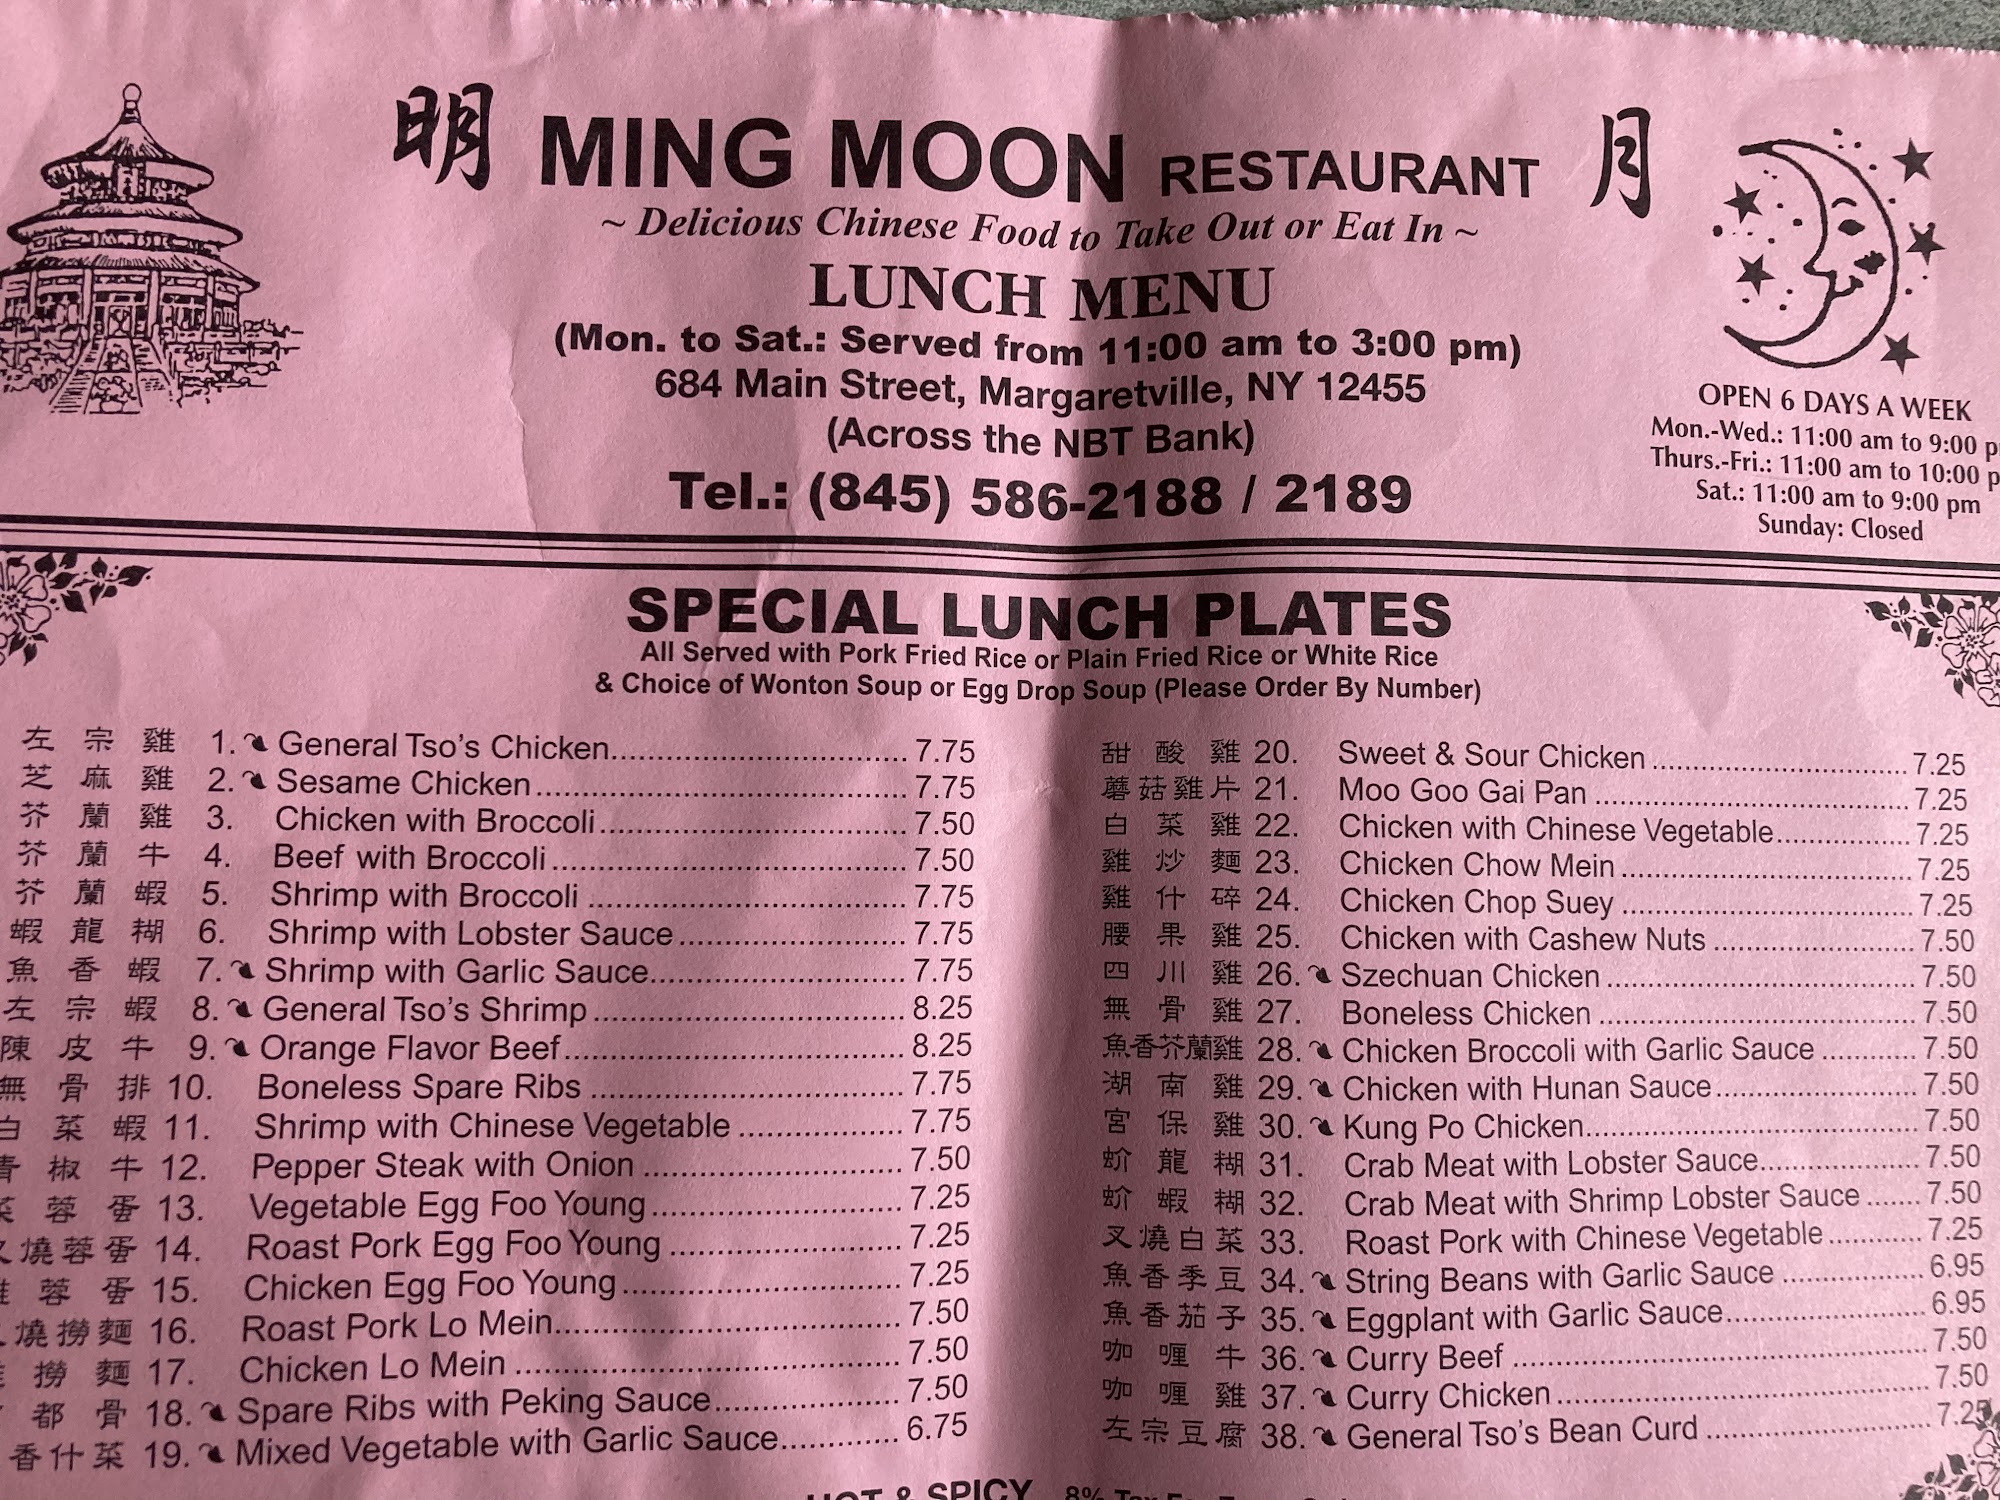 明 MING MOON RESTAURANT 月
~ Delicious Chinese Food to Take Out or Eat In ~
LUNCH MENU
(Mon. to Sat.: Served from 11:00 am to 3:00 pm)
684 Main Street, Margaretville, NY 12455
(Across the NBT Bank)
Tel.: (845) 586-2188 / 2189
OPEN 6 DAYS A WEEK
Mon.-Wed.: 11:00 am to 9:00 p
Thurs.-Fri.: 11:00 am to 10:00 p
Sat.: 11:00 am to 9:00 pm
Sunday: Closed
SPECIAL LUNCH PLATES
All Served with Pork Fried Rice or Plain Fried Rice or White Rice
& Choice of Wonton Soup or Egg Drop Soup (Please Order By Number)
左宗雞 1. General Tso's Chicken 7.75
芝麻雞 2. Sesame Chicken 7.75
芥蘭雞 3. Chicken with Broccoli 7.50
芥蘭牛 4. Beef with Broccoli 7.50
芥蘭蝦 5. Shrimp with Broccoli 7.75
蝦龍糊 6. Shrimp with Lobster Sauce 7.75
魚香蝦 7. Shrimp with Garlic Sauce 7.75
左宗蝦 8. General Tso's Shrimp 8.25
陳皮牛 9. Orange Flavor Beef 8.25
無骨排 10. Boneless Spare Ribs 7.75
白菜蝦 11. Shrimp with Chinese Vegetable 7.75
青椒牛 12. Pepper Steak with Onion 7.50
菜蓉蛋 13. Vegetable Egg Foo Young 7.25
叉燒蓉蛋 14. Roast Pork Egg Foo Young 7.25
雞蓉蛋 15. Chicken Egg Foo Young 7.25
燒撈麵 16. Roast Pork Lo Mein 7.50
撈麵 17. Chicken Lo Mein 7.50
都骨 18. Spare Ribs with Peking Sauce 7.50
香什菜 19. Mixed Vegetable with Garlic Sauce 6.75
甜酸雞 20. Sweet & Sour Chicken 7.25
蘑菇雞片 21. Moo Goo Gai Pan 7.25
白菜雞 22. Chicken with Chinese Vegetable 7.25
雞炒麵 23. Chicken Chow Mein 7.25
雞什碎 24. Chicken Chop Suey 7.25
腰果雞 25. Chicken with Cashew Nuts 7.50
四川雞 26. Szechuan Chicken 7.50
無骨雞 27. Boneless Chicken 7.50
魚香芥蘭雞 28. Chicken Broccoli with Garlic Sauce 7.50
湖南雞 29. Chicken with Hunan Sauce 7.50
宮保雞 30. Kung Po Chicken 7.50
蚧龍糊 31. Crab Meat with Lobster Sauce 7.50
蚧蝦糊 32. Crab Meat with Shrimp Lobster Sauce 7.50
叉燒白菜 33. Roast Pork with Chinese Vegetable 7.25
魚香季豆 34. String Beans with Garlic Sauce 6.95
魚香茄子 35. Eggplant with Garlic Sauce 6.95
咖喱牛 36. Curry Beef 7.50
咖喱雞 37. Curry Chicken 7.50
左宗豆腐 38. General Tso's Bean Curd 7.25
HOT & SPICY 8% Tax